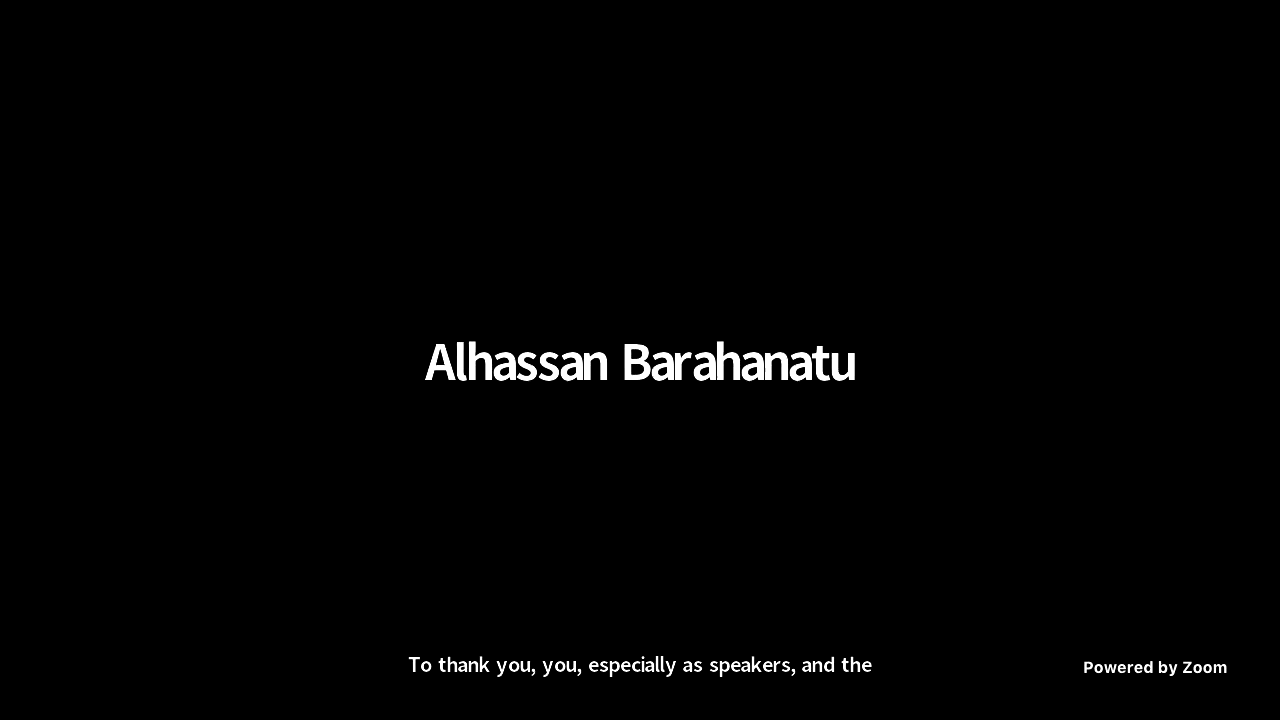 Alhassan Barahanatu
To thank you, you, especially as speakers, and the
Powered by Zoom